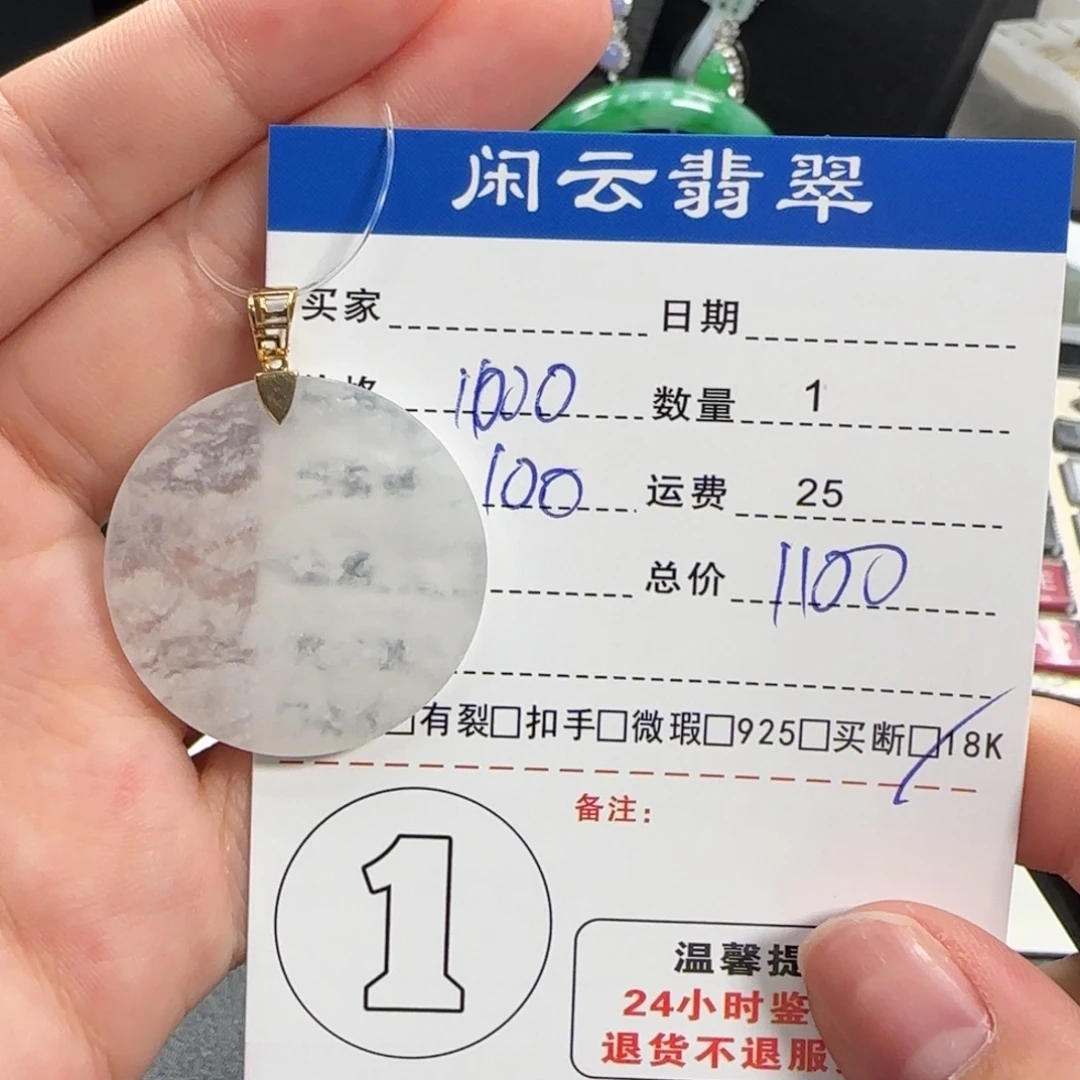 闲云翡翠
买家 日期
1000 数量 1
100 运费 25
总价 1100
□有裂□扣手□微瑕□925□买断□18K
备注：
1
温馨提
24小时鉴
退货不退服